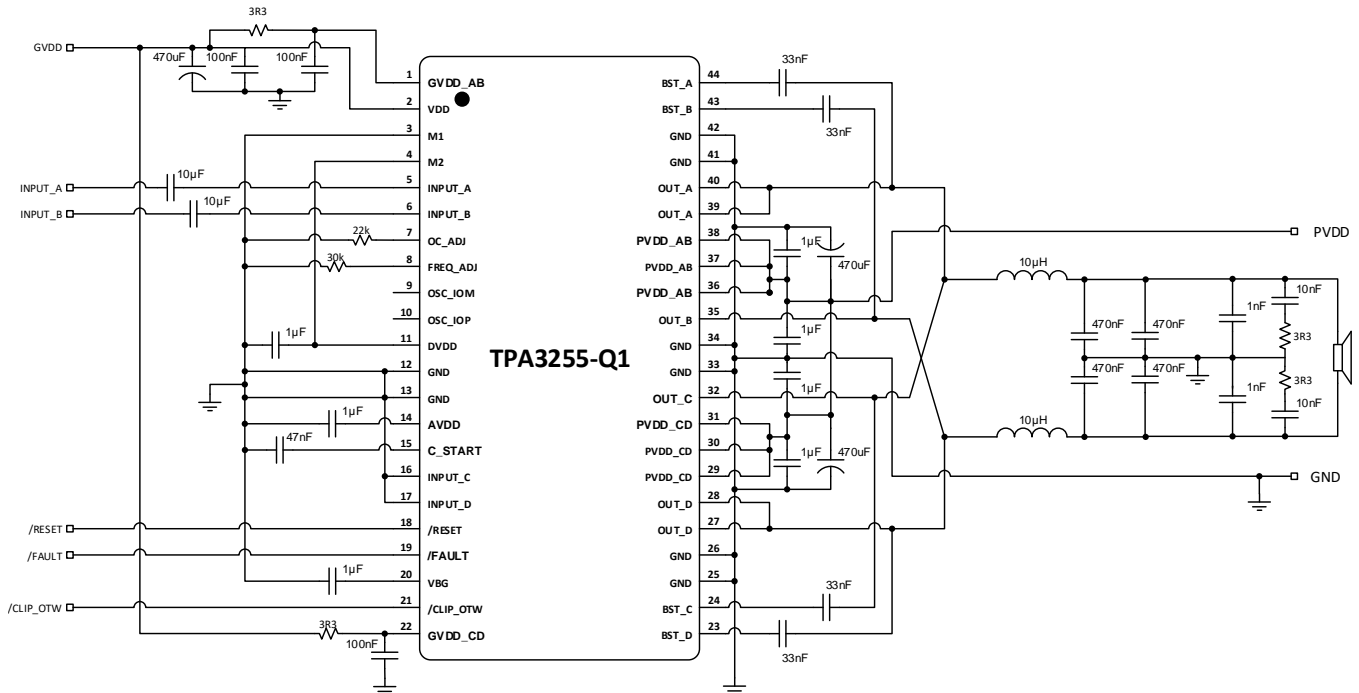 3R3
GVDD
470uF
100nF
100nF
1
GVDD_AB
2
VDD
3
M1
4
M2
10µF
INPUT_A
5
INPUT_A
10µF
INPUT_B
6
INPUT_B
22k
7
OC_ADJ
30k
8
FREQ_ADJ
9
OSC_IOM
10
OSC_IOP
1µF
11
DVDD
12
GND
13
GND
1µF
14
AVDD
47nF
15
C_START
16
INPUT_C
17
INPUT_D
/RESET
18
/RESET
/FAULT
19
/FAULT
1µF
20
VBG
/CLIP_OTW
21
/CLIP_OTW
3R3
22
GVDD_CD
100nF
TPA3255-Q1
33nF
BST_A
44
BST_B
43
33nF
GND
42
GND
41
OUT_A
40
OUT_A
39
PVDD_AB
38
1µF
PVDD_AB
37
470uF
PVDD_AB
36
OUT_B
35
1µF
GND
34
GND
33
1µF
OUT_C
32
PVDD_CD
31
PVDD_CD
30
1µF
470uF
PVDD_CD
29
OUT_D
28
OUT_D
27
GND
26
GND
25
33nF
BST_C
24
BST_D
23
33nF
PVDD
10µH
10nF
1nF
470nF
470nF
3R3
470nF
470nF
3R3
1nF
10nF
10µH
GND